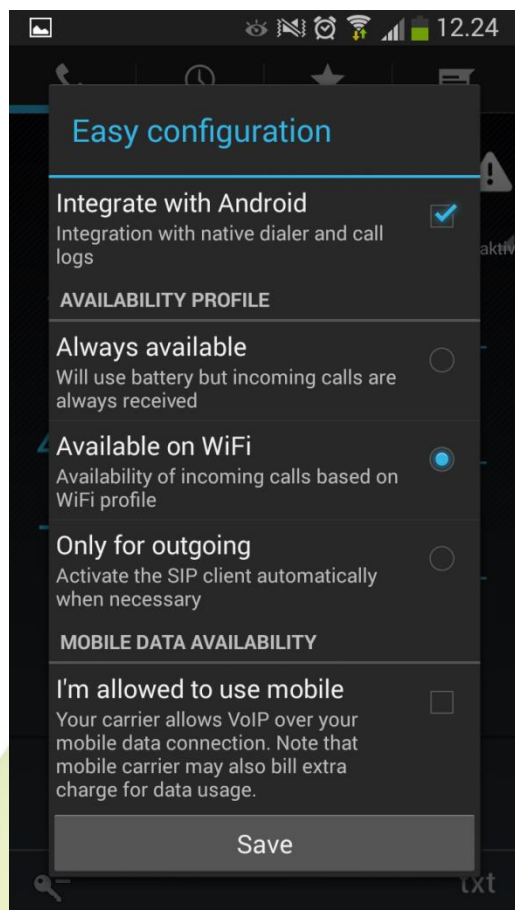 12.24
Easy configuration
Integrate with Android
Integration with native dialer and call
logs
aktiv
AVAILABILITY PROFILE
Always available
Will use battery but incoming calls are
always received
Available on WiFi
Availability of incoming calls based on
WiFi profile
Only for outgoing
Activate the SIP client automatically
when necessary
MOBILE DATA AVAILABILITY
I'm allowed to use mobile
Your carrier allows VoIP over your
mobile data connection. Note that
mobile carrier may also bill extra
charge for data usage.
Save
txt